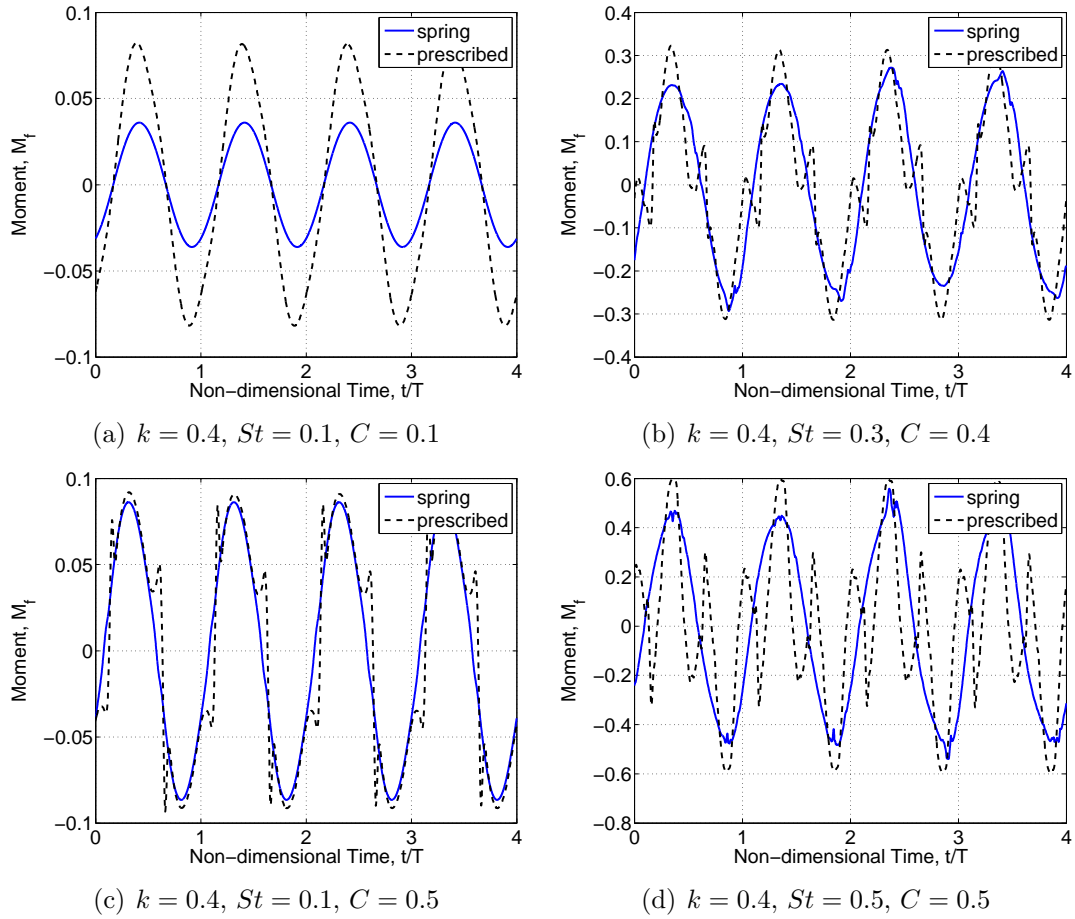 0.1
0.05
0
−0.05
−0.1
Moment, M_f
spring
prescribed
0 1 2 3 4
Non−dimensional Time, t/T
(a) k = 0.4, St = 0.1, C = 0.1
0.4
0.3
0.2
0.1
0
−0.1
−0.2
−0.3
−0.4
Moment, M_f
spring
prescribed
0 1 2 3 4
Non−dimensional Time, t/T
(b) k = 0.4, St = 0.3, C = 0.4
0.1
0.05
0
−0.05
−0.1
Moment, M_f
spring
prescribed
0 1 2 3 4
Non−dimensional Time, t/T
(c) k = 0.4, St = 0.1, C = 0.5
0.6
0.4
0.2
0
−0.2
−0.4
−0.6
−0.8
Moment, M_f
spring
prescribed
0 1 2 3 4
Non−dimensional Time, t/T
(d) k = 0.4, St = 0.5, C = 0.5